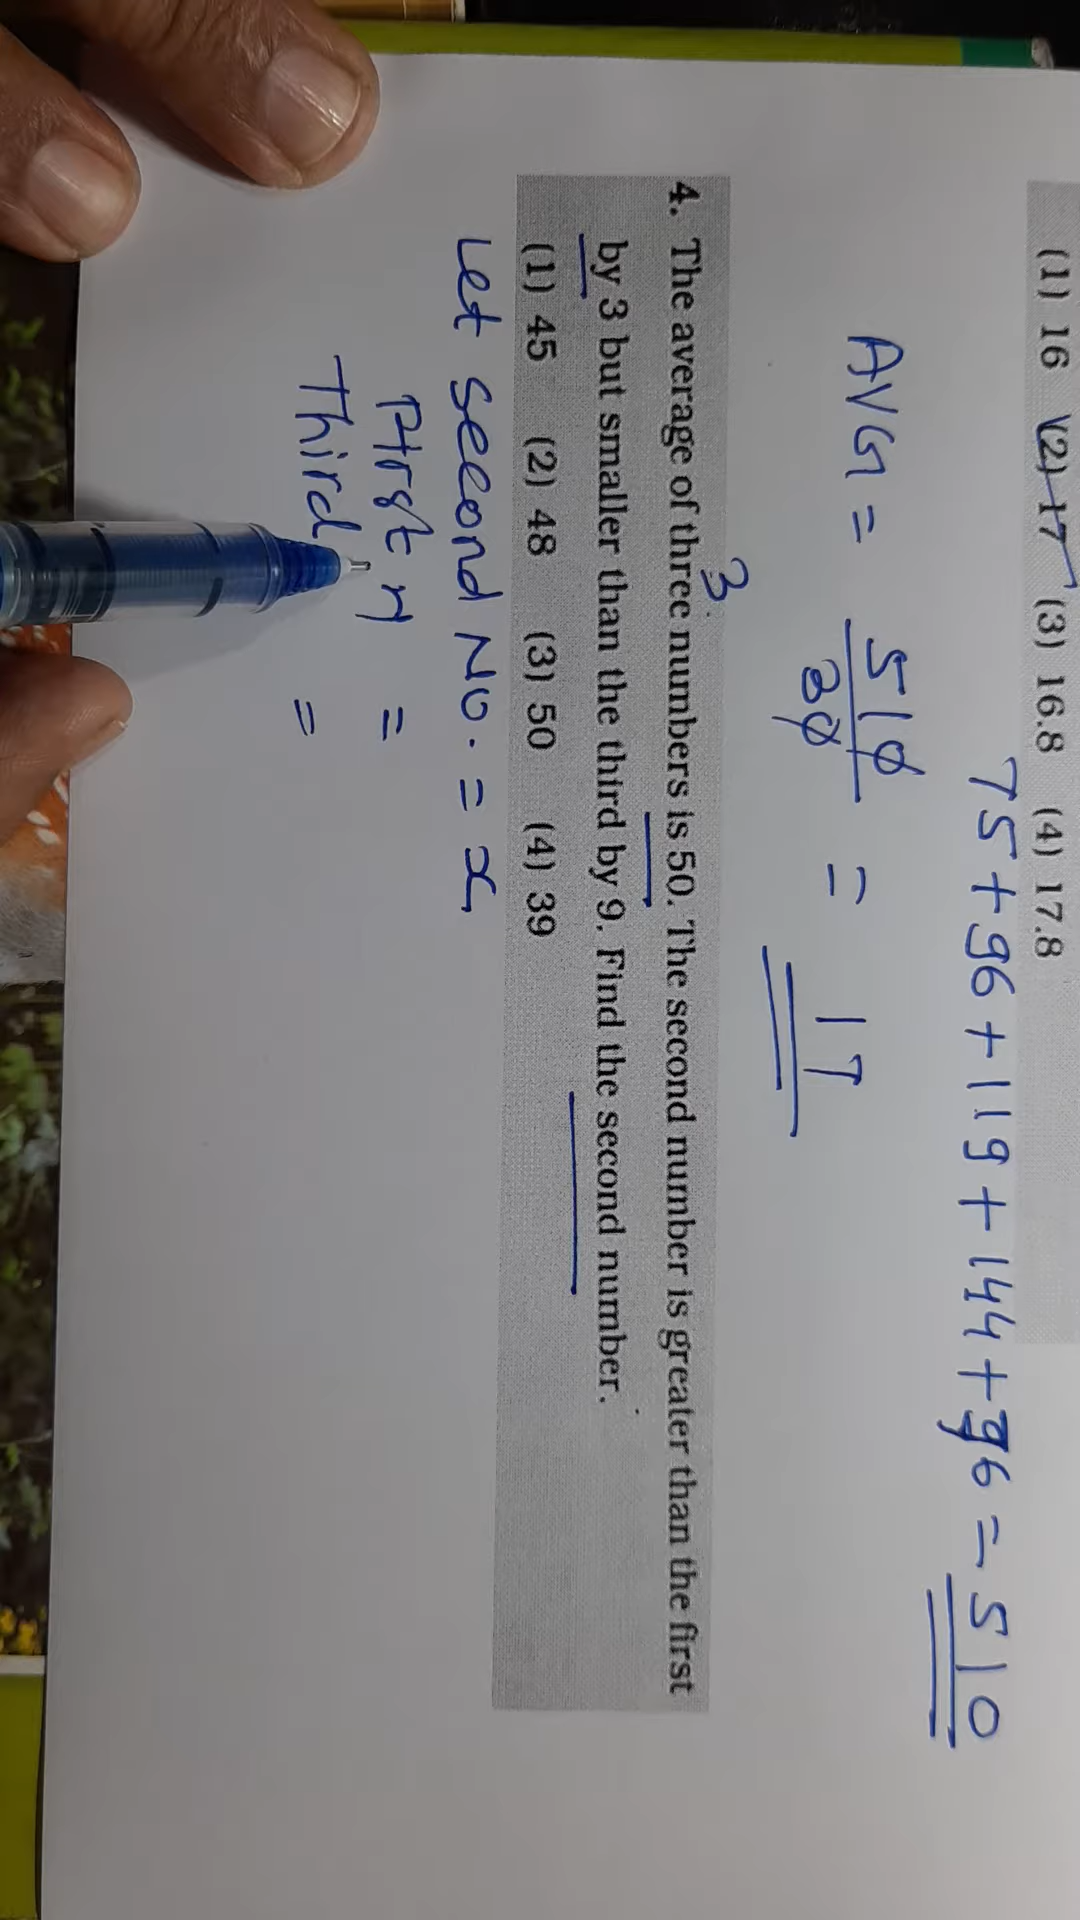 (1) 16 (2) 17 (3) 16.8 (4) 17.8
75+96+119+144+96 = 510
AVG = 510/30 = 17
3
4. The average of three numbers is 50. The second number is greater than the first
by 3 but smaller than the third by 9. Find the second number.
(1) 45 (2) 48 (3) 50 (4) 39
Let second No. = x
First n =
Third =